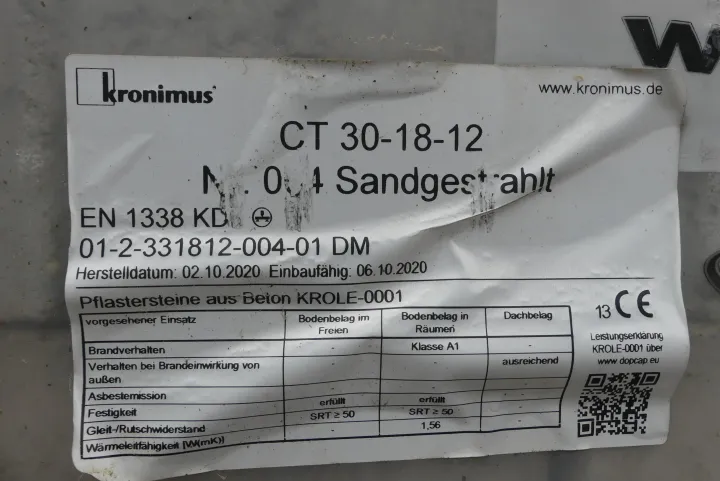 kronimus
www.kronimus.de
CT 30-18-12
Sandgestrahlt
EN 1338 KD
01-2-331812-004-01 DM
Herstelldatum: 02.10.2020 Einbaufähig: 06.10.2020
Pflastersteine aus Beton KROLE-0001
13 CE
Leistungserklärung
KROLE-0001 über
www.dopcap.eu
vorgesehener Einsatz Bodenbelag im Freien Bodenbelag in Räumen Dachbelag
Brandverhalten - Klasse A1 -
Verhalten bei Brandeinwirkung von außen - - ausreichend
Asbestemission - - -
Festigkeit erfüllt erfüllt -
Gleit-/Rutschwiderstand SRT ≥ 50 SRT ≥ 50 -
Wärmeleitfähigkeit [W(mK)] - 1,56 -